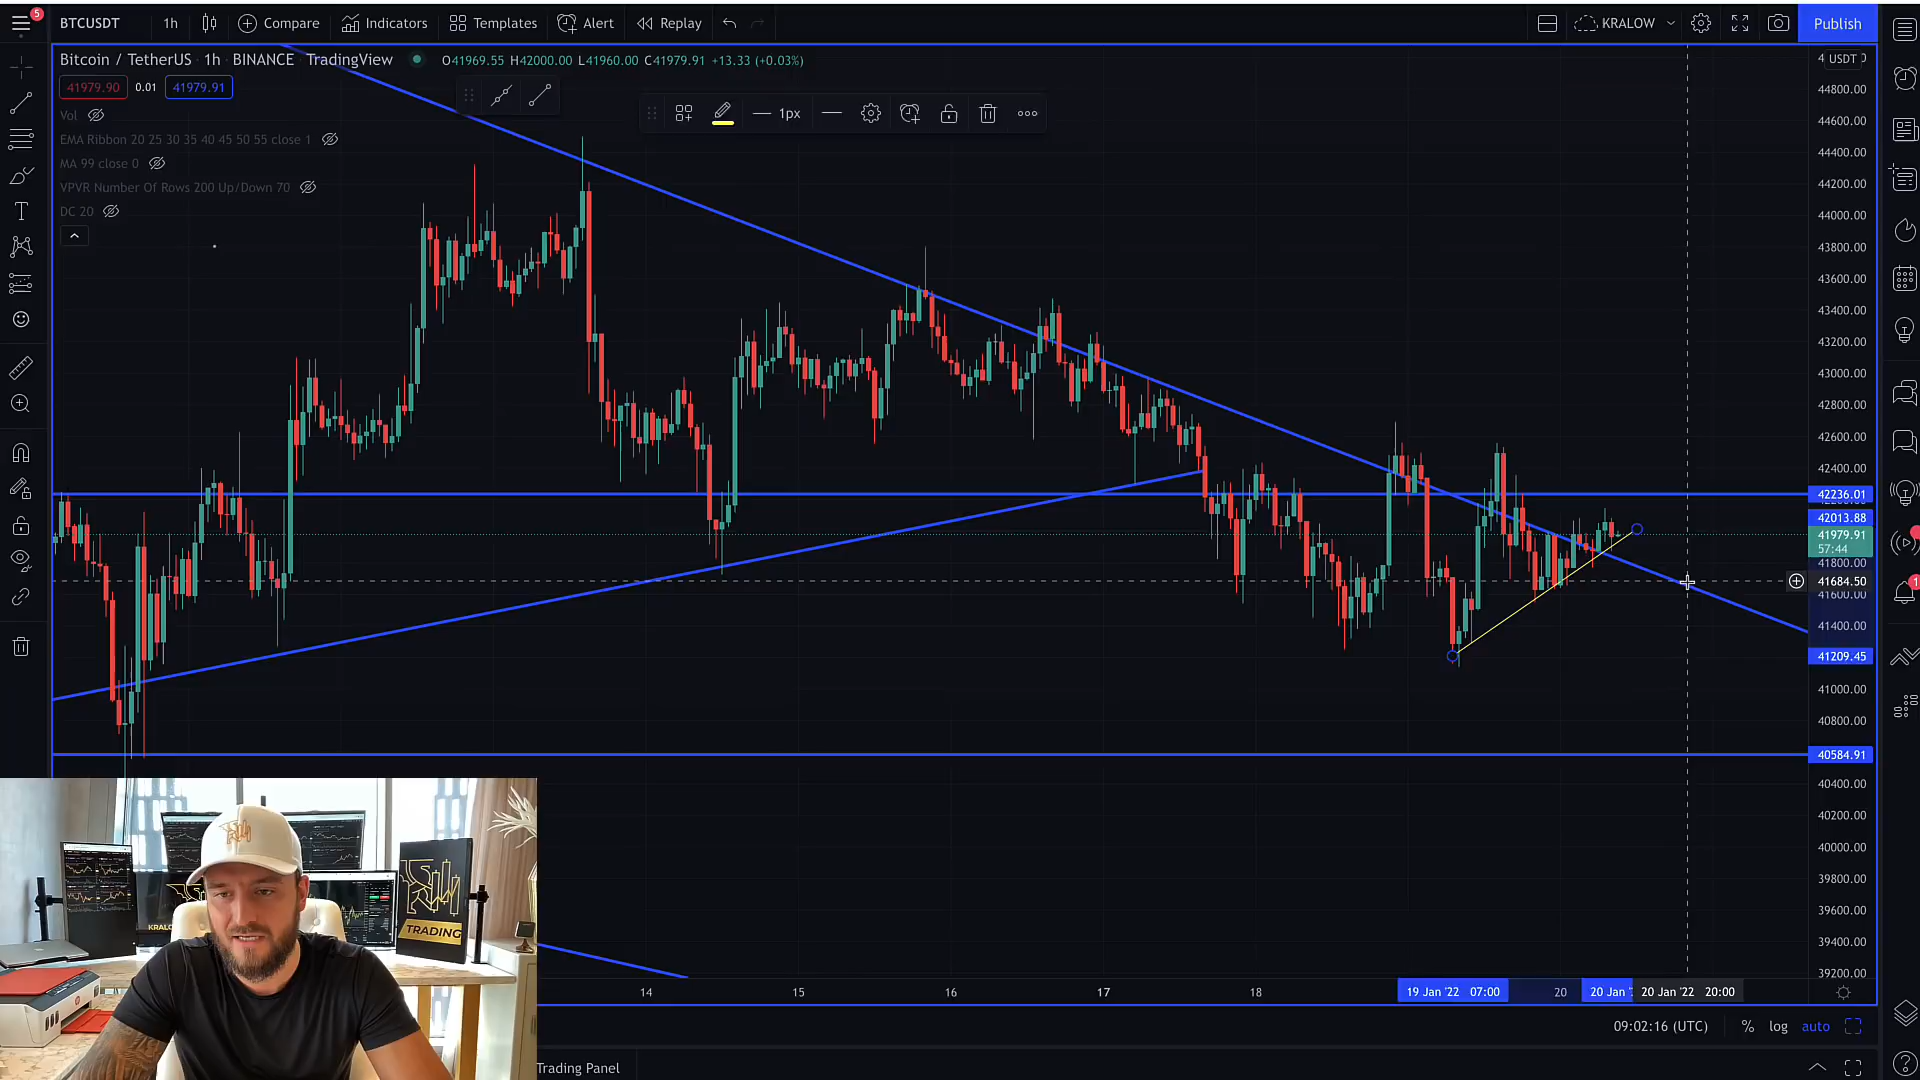 5
BTCUSDT 1h Compare Indicators Templates Alert Replay KRALOW Publish
Bitcoin / TetherUS · 1h · BINANCE · TradingView O41969.55 H42000.00 L41960.00 C41979.91 +13.33 (+0.03%)
41979.90 0.01 41979.91
1px
Vol
EMA Ribbon 20 25 30 35 40 45 50 55 close 1
MA 99 close 0
VPVR Number Of Rows 200 Up/Down 70
DC 20
USDT
44800.00
44600.00
44400.00
44200.00
44000.00
43800.00
43600.00
43400.00
43200.00
43000.00
42800.00
42600.00
42400.00
42236.01
42013.88
41979.91
57:44
41800.00
41684.50
41600.00
41400.00
41209.45
41000.00
40800.00
40584.91
40400.00
40200.00
40000.00
39800.00
39600.00
39400.00
39200.00
TRADING
14 15 16 17 18 19 Jan '22 07:00 20 20 Jan 20 Jan '22 20:00
09:02:16 (UTC) % log auto
Trading Panel